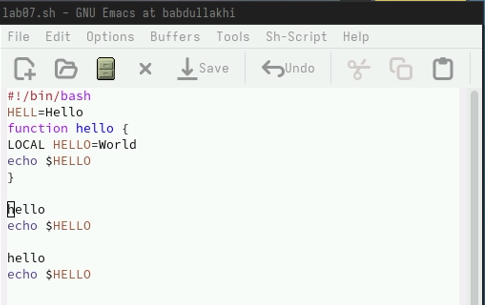 lab07.sh - GNU Emacs at babdullakhi
File Edit Options Buffers Tools Sh-Script Help
Save Undo
#!/bin/bash
HELL=Hello
function hello {
LOCAL HELLO=World
echo $HELLO
}
hello
echo $HELLO
hello
echo $HELLO